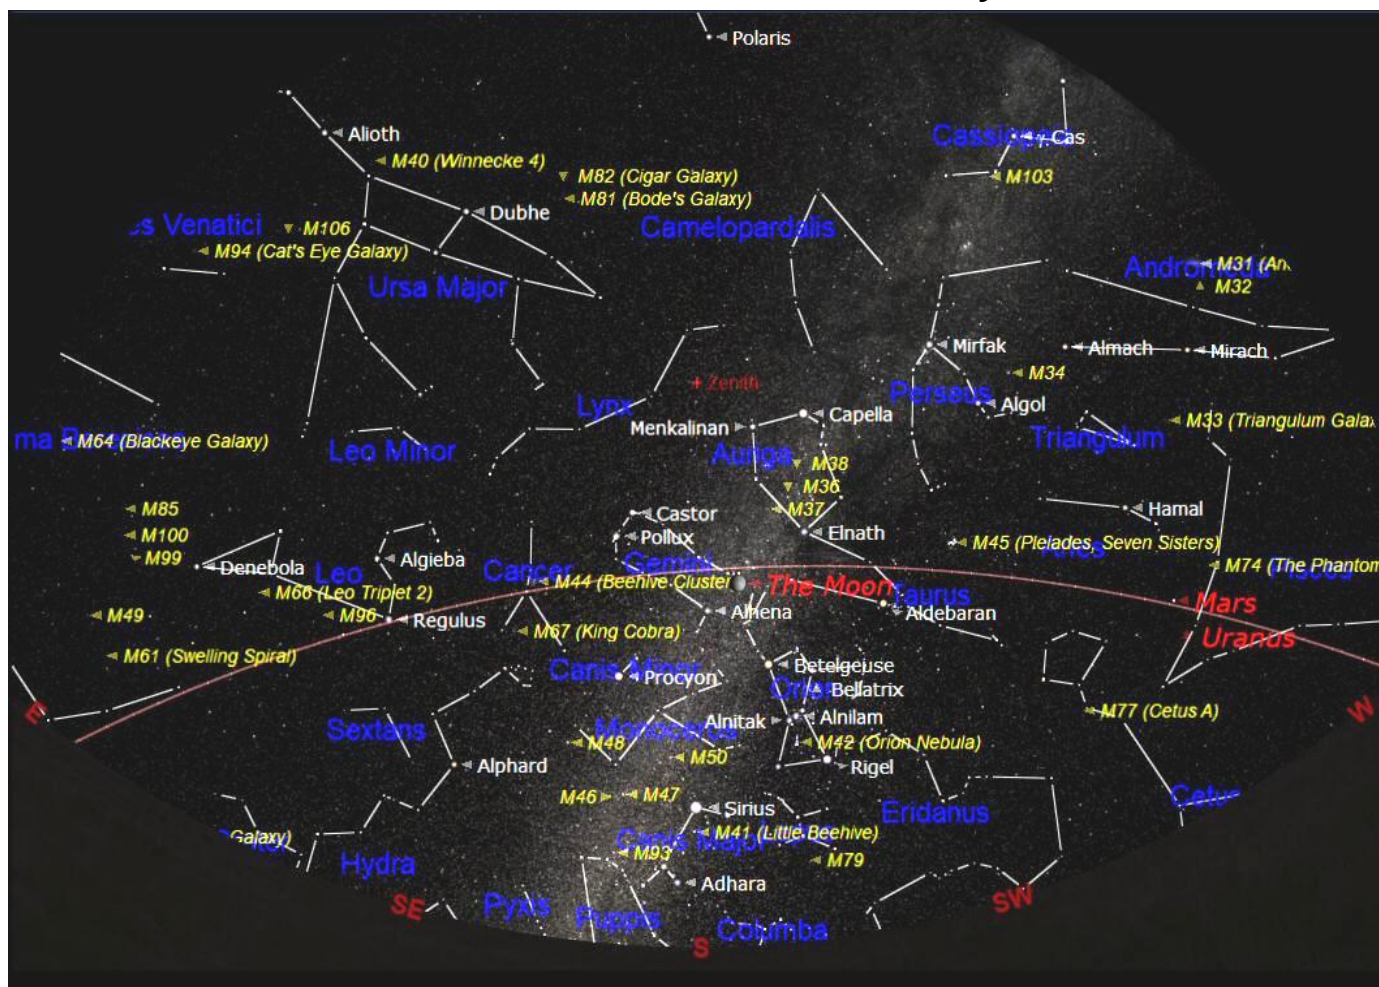 Polaris
Alioth
Cas
M40 (Winnecke 4)
M82 (Cigar Galaxy)
M103
M81 (Bode's Galaxy)
Dubhe
Venatici
M106
Camelopardalis
M94 (Cat's Eye Galaxy)
Andromeda
M31
M32
Ursa Major
Mirfak
Almach
Mirach
M34
Zenith
Perseus
Lynx
Algol
Capella
Menkalinan
M33 (Triangulum
M64 (Blackeye Galaxy)
Leo Minor
Auriga
Triangulum
M38
M36
M85
M37
Hamal
Castor
M100
Pollux
Elnath
M45 (Pleiades, Seven Sisters)
Aries
M99
Denebola
Algieba
Gemini
M74 (The Phantom
Pisces
Leo
Cancer
M44 (Beehive Cluster
The Moon
Taurus
M66 (Leo Triplet 2)
Mars
M49
M96
Regulus
Alhena
Aldebaran
M67 (King Cobra)
Uranus
M61 (Swelling Spiral)
Canis Minor
Procyon
Betelgeuse
Orion
Bellatrix
E
W
Sextans
Monoceros
Alnitak
Alnilam
M77 (Cetus A)
M48
M50
M42 (Orion Nebula)
Alphard
Rigel
M46
M47
Cetus
Sirius
Eridanus
Galaxy)
Canis Major
M41 (Little Beehive)
Hydra
M93
M79
Adhara
SE
Pyxis
Puppis
Columba
SW
S